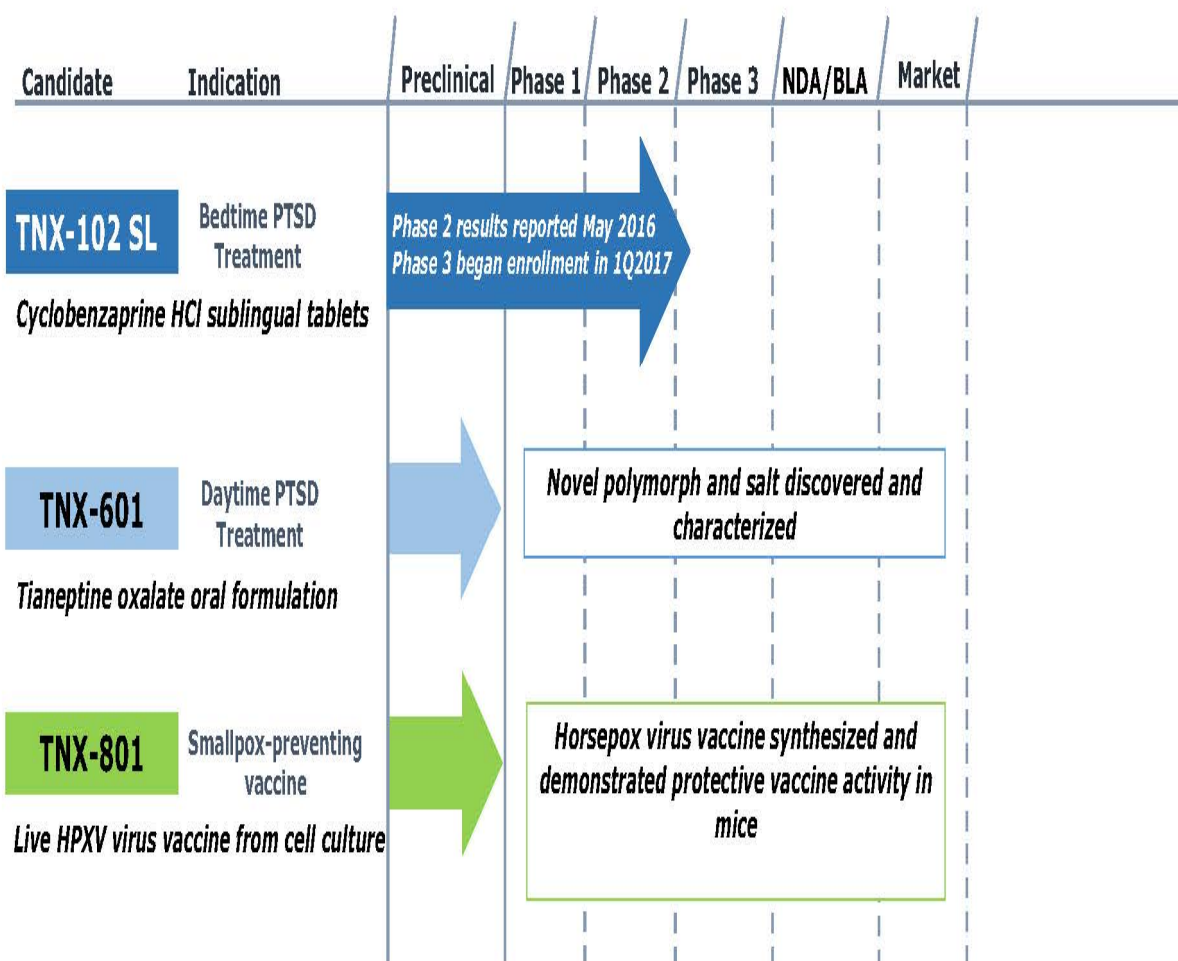 Candidate Indication Preclinical Phase 1 Phase 2 Phase 3 NDA/BLA Market
TNX-102 SL
Bedtime PTSD
Treatment
Phase 2 results reported May 2016
Phase 3 began enrollment in 1Q2017
Cyclobenzaprine HCl sublingual tablets
TNX-601
Daytime PTSD
Treatment
Novel polymorph and salt discovered and
characterized
Tianeptine oxalate oral formulation
TNX-801
Smallpox-preventing
vaccine
Horsepox virus vaccine synthesized and
demonstrated protective vaccine activity in
mice
Live HPXV virus vaccine from cell culture